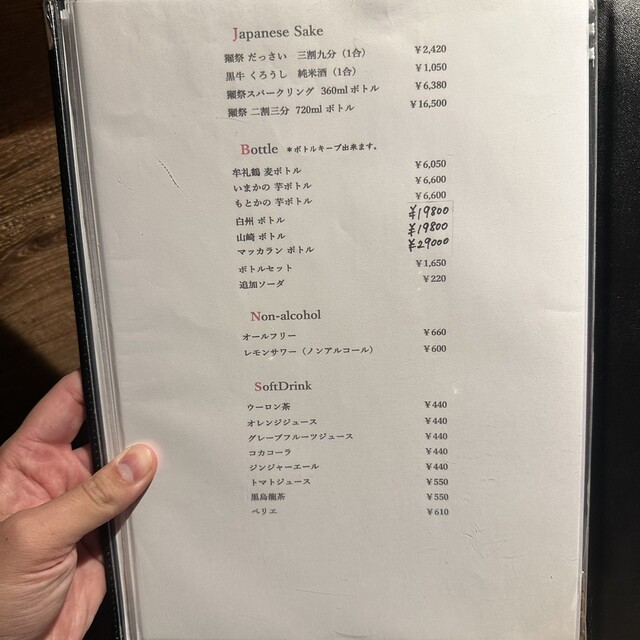 Japanese Sake
獺祭 だっさい 三割九分（1合） ¥2,420
黒牛 くろうし 純米酒（1合） ¥1,050
獺祭スパークリング 360mlボトル ¥6,380
獺祭 二割三分 720mlボトル ¥16,500
Bottle ＊ボトルキープ出来ます。
牟礼鶴 麦ボトル ¥6,050
いまかの 芋ボトル ¥6,600
もとかの 芋ボトル ¥6,600
白州 ボトル ¥19800
山崎 ボトル ¥19800
マッカラン ボトル ¥29000
ボトルセット ¥1,650
追加ソーダ ¥220
Non-alcohol
オールフリー ¥660
レモンサワー（ノンアルコール） ¥600
SoftDrink
ウーロン茶 ¥440
オレンジジュース ¥440
グレープフルーツジュース ¥440
コカコーラ ¥440
ジンジャーエール ¥440
トマトジュース ¥550
黒烏龍茶 ¥550
ペリエ ¥610